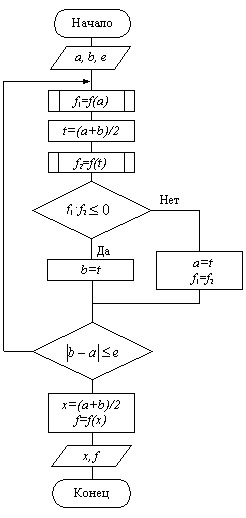 Начало
a, b, e
f₁=f(a)
t=(a+b)/2
f₂=f(t)
f₁·f₂ ≤ 0
Нет
Да
b=t
a=t
f₁=f₂
|b − a| ≤ e
x=(a+b)/2
f=f(x)
x, f
Конец